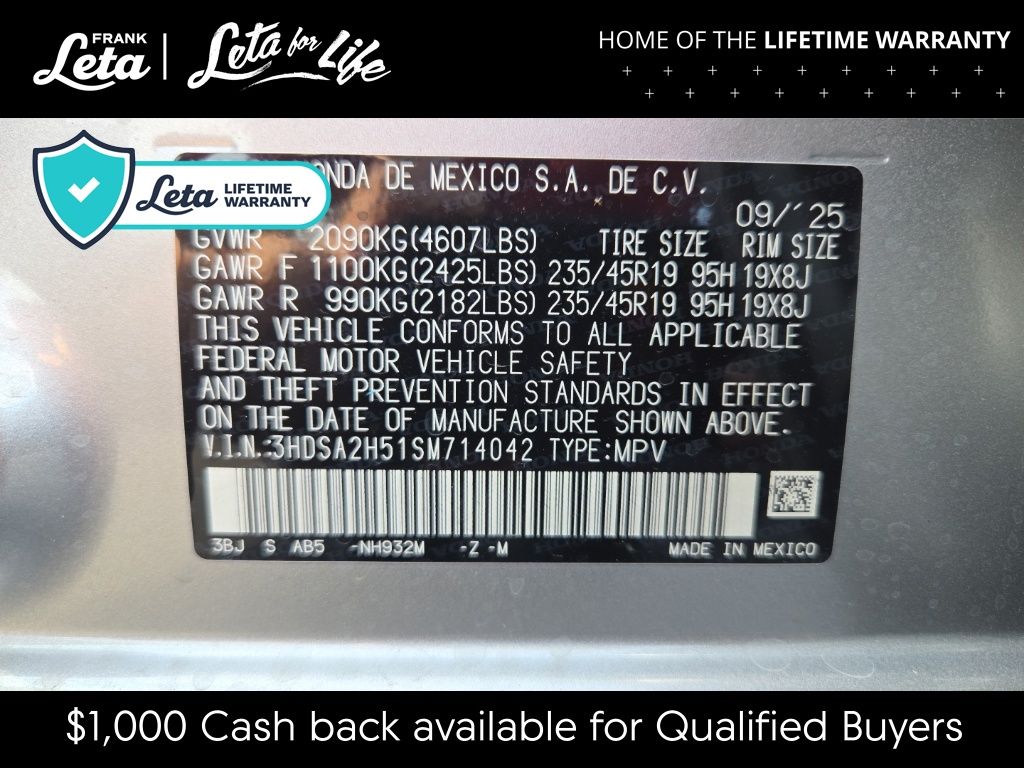 FRANK
Leta
Leta for Life
HOME OF THE LIFETIME WARRANTY
Leta LIFETIME
WARRANTY
ONDA DE MEXICO S.A. DE C.V.
09/´25
GVWR 2090KG(4607LBS) TIRE SIZE RIM SIZE
GAWR F 1100KG(2425LBS) 235/45R19 95H 19X8J
GAWR R 990KG(2182LBS) 235/45R19 95H 19X8J
THIS VEHICLE CONFORMS TO ALL APPLICABLE
FEDERAL MOTOR VEHICLE SAFETY
AND THEFT PREVENTION STANDARDS IN EFFECT
ON THE DATE OF MANUFACTURE SHOWN ABOVE.
V.I.N.:3HDSA2H51SM714042 TYPE:MPV
3BJ S AB5 -NH932M -Z -M MADE IN MEXICO
$1,000 Cash back available for Qualified Buyers